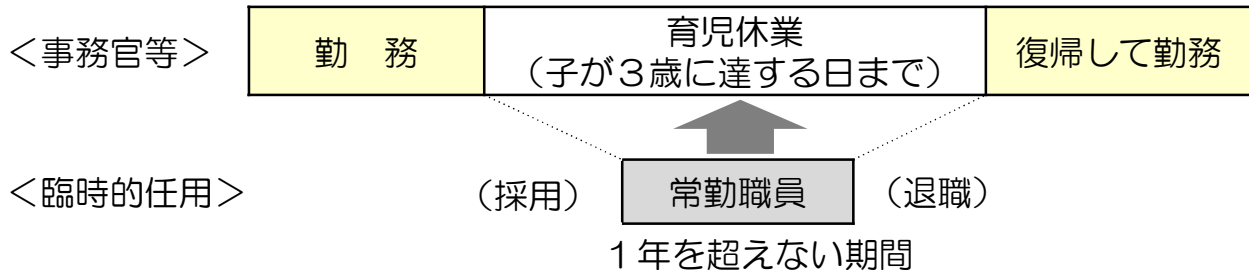 ＜事務官等＞
勤　務
育児休業
（子が３歳に達する日まで）
復帰して勤務
＜臨時的任用＞
（採用）
常勤職員
（退職）
１年を超えない期間